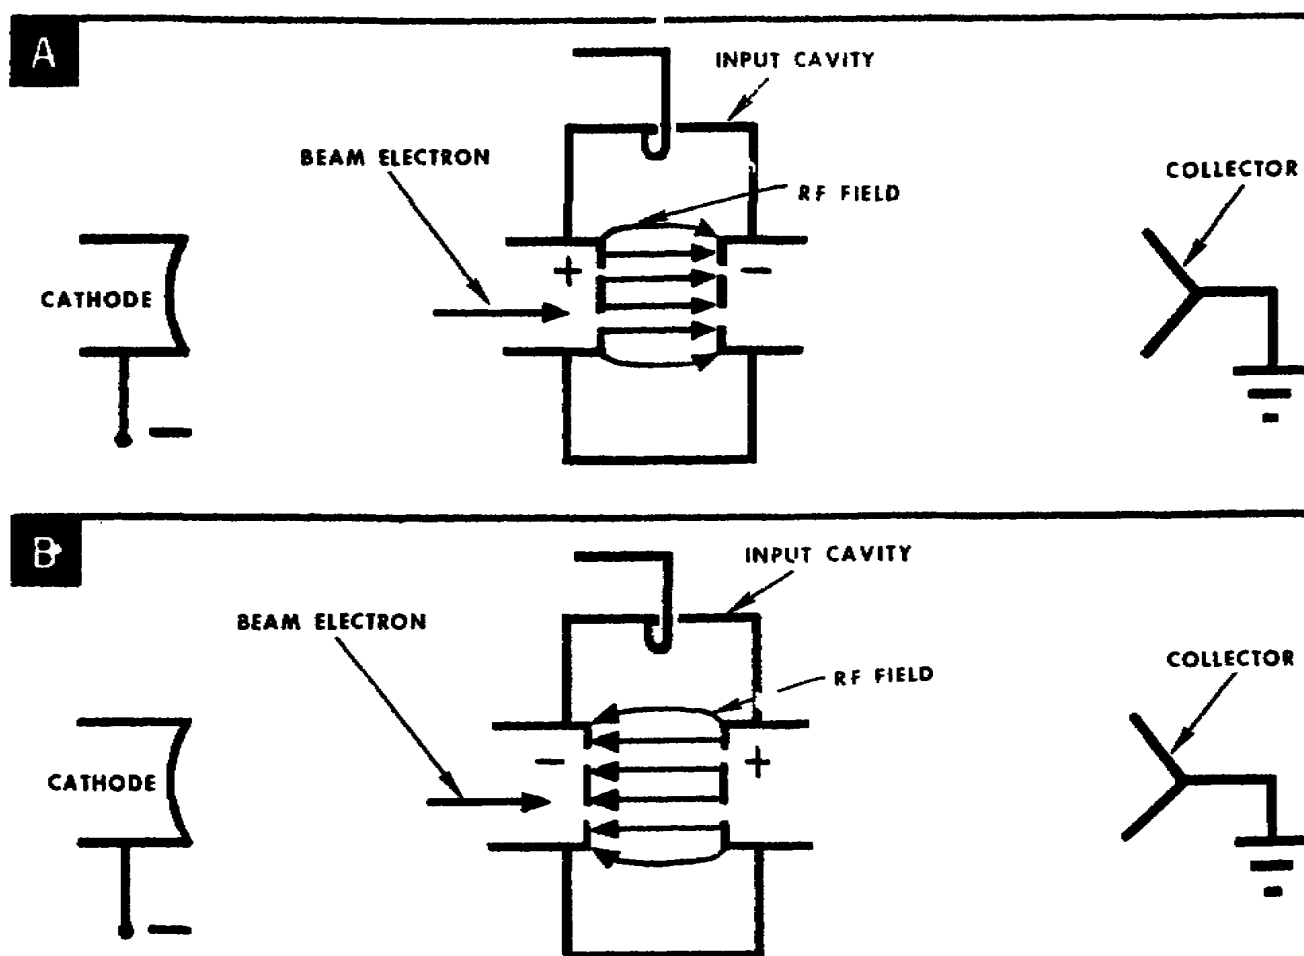 A
INPUT CAVITY
BEAM ELECTRON
RF FIELD
COLLECTOR
+
−
CATHODE
−
B
INPUT CAVITY
BEAM ELECTRON
RF FIELD
COLLECTOR
−
+
CATHODE
−